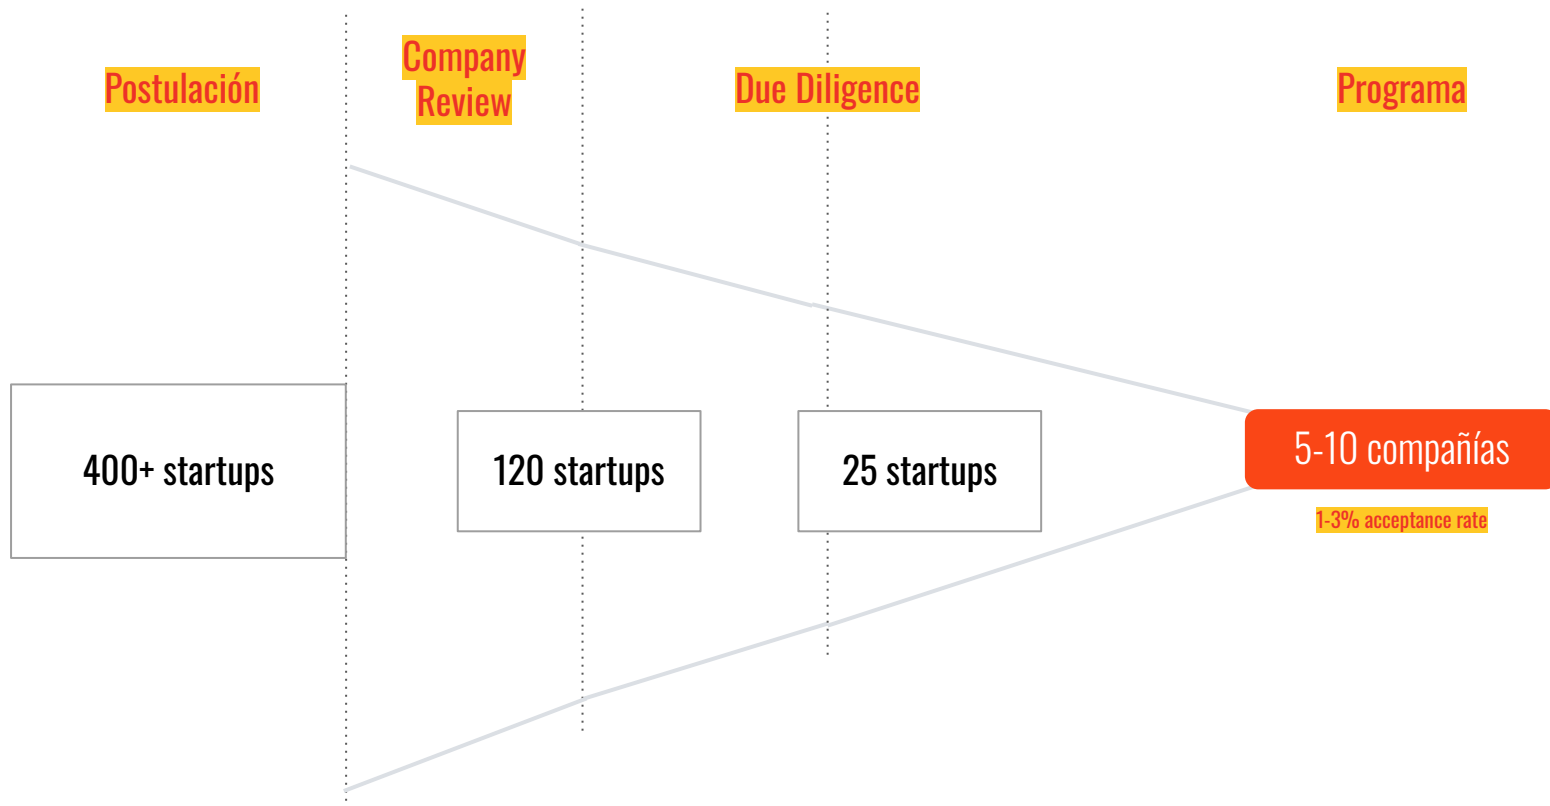 Postulación
Company
Review
Due Diligence
Programa
400+ startups
120 startups
25 startups
5-10 compañías
1-3% acceptance rate